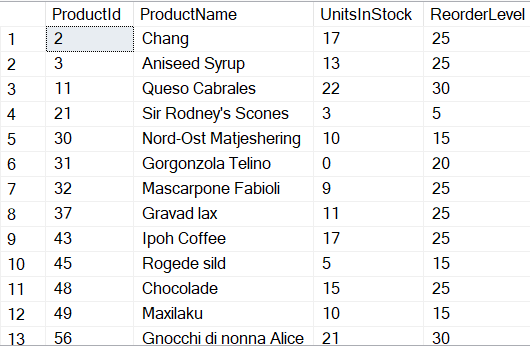 ProductId ProductName UnitsInStock ReorderLevel
1 2 Chang 17 25
2 3 Aniseed Syrup 13 25
3 11 Queso Cabrales 22 30
4 21 Sir Rodney's Scones 3 5
5 30 Nord-Ost Matjeshering 10 15
6 31 Gorgonzola Telino 0 20
7 32 Mascarpone Fabioli 9 25
8 37 Gravad lax 11 25
9 43 Ipoh Coffee 17 25
10 45 Rogede sild 5 15
11 48 Chocolade 15 25
12 49 Maxilaku 10 15
13 56 Gnocchi di nonna Alice 21 30